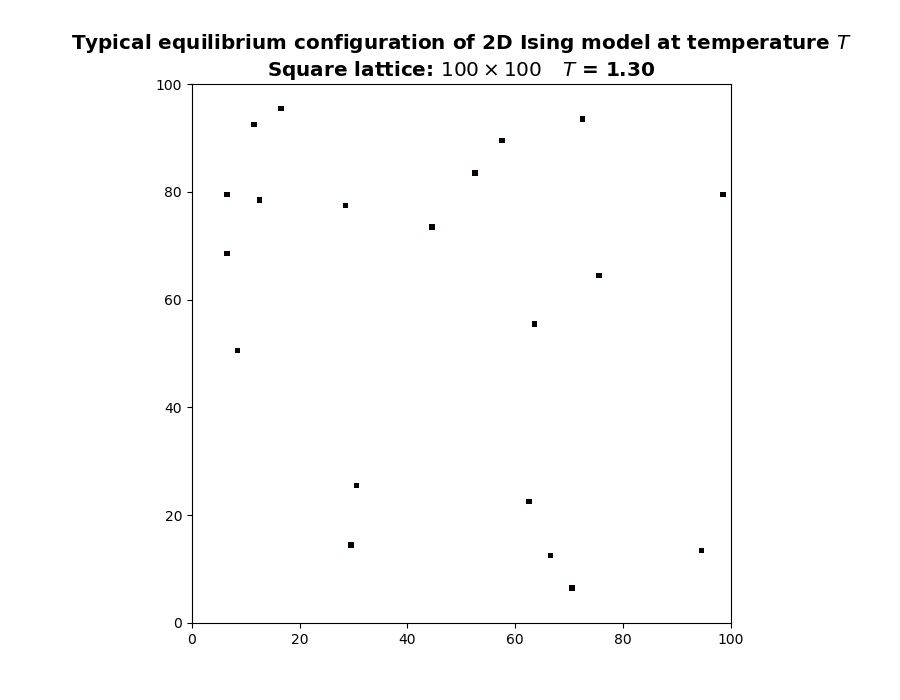 Typical equilibrium configuration of 2D Ising model at temperature T
Square lattice: 100 × 100 T = 1.30
100
80
60
40
20
0
0 20 40 60 80 100